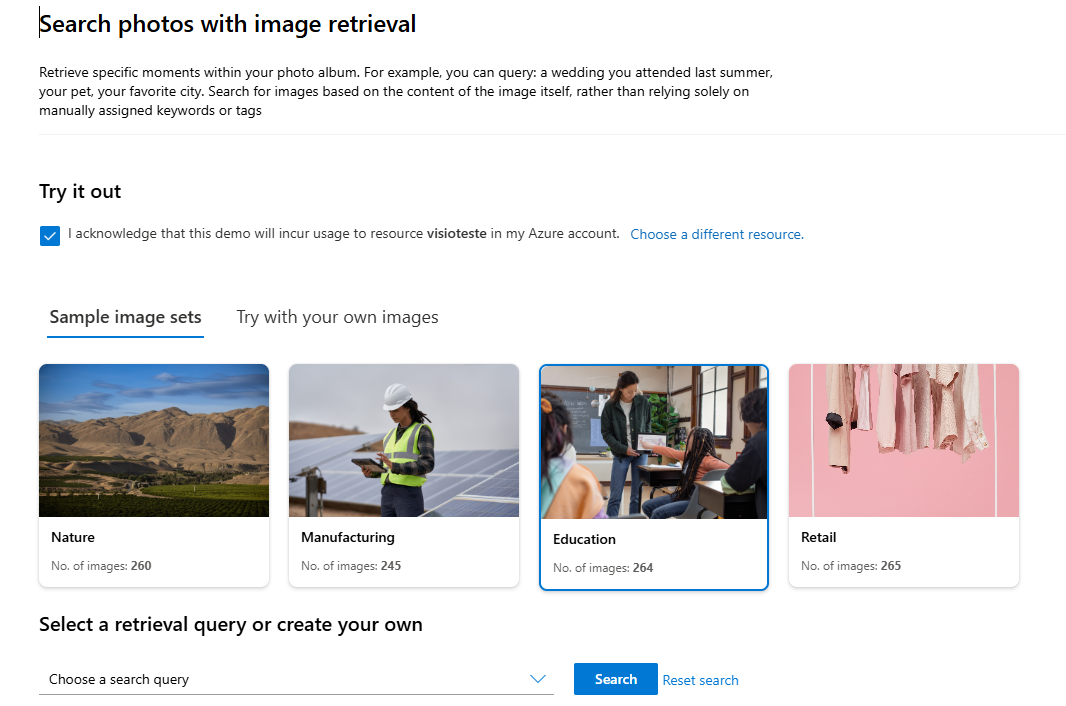 Search photos with image retrieval
Retrieve specific moments within your photo album. For example, you can query: a wedding you attended last summer,
your pet, your favorite city. Search for images based on the content of the image itself, rather than relying solely on
manually assigned keywords or tags
Try it out
I acknowledge that this demo will incur usage to resource visioteste in my Azure account. Choose a different resource.
Sample image sets Try with your own images
Nature
No. of images: 260
Manufacturing
No. of images: 245
Education
No. of images: 264
Retail
No. of images: 265
Select a retrieval query or create your own
Choose a search query
Search Reset search